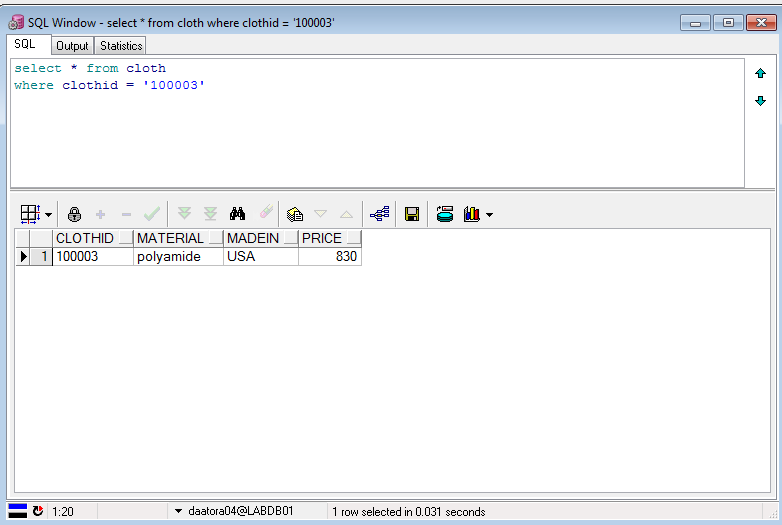 SQL Window - select * from cloth where clothid = '100003'
SQL Output Statistics
select * from cloth
where clothid = '100003'
CLOTHID MATERIAL MADEIN PRICE
1 100003 polyamide USA 830
1:20 daatora04@LABDB01 1 row selected in 0.031 seconds